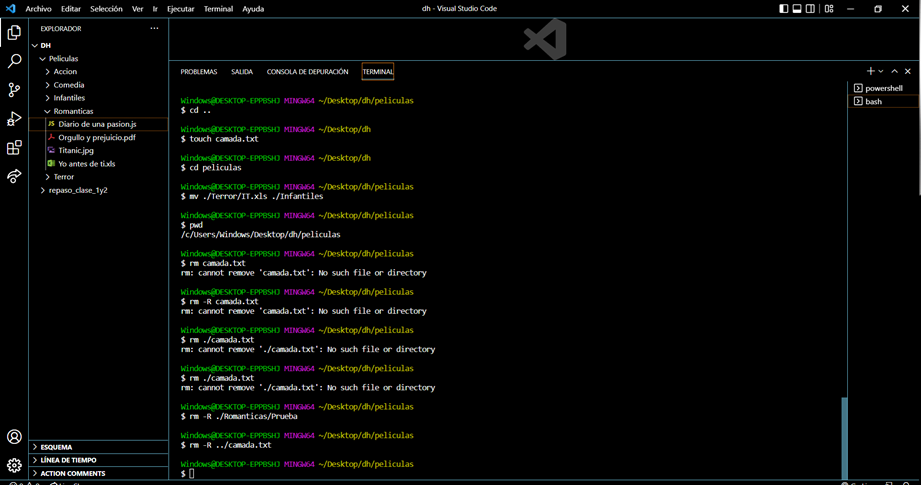 Archivo Editar Selección Ver Ir Ejecutar Terminal Ayuda
dh - Visual Studio Code
EXPLORADOR
DH
Peliculas
Accion
Comedia
Infantiles
Romanticas
JS Diario de una pasion.js
Orgullo y prejuicio.pdf
Titanic.jpg
Yo antes de ti.xls
Terror
repaso_clase_1y2
ESQUEMA
LÍNEA DE TIEMPO
ACTION COMMENTS
PROBLEMAS SALIDA CONSOLA DE DEPURACIÓN TERMINAL
Windows@DESKTOP-EPPBSHJ MINGW64 ~/Desktop/dh/peliculas
$ cd ..
Windows@DESKTOP-EPPBSHJ MINGW64 ~/Desktop/dh
$ touch camada.txt
Windows@DESKTOP-EPPBSHJ MINGW64 ~/Desktop/dh
$ cd peliculas
Windows@DESKTOP-EPPBSHJ MINGW64 ~/Desktop/dh/peliculas
$ mv ./Terror/IT.xls ./Infantiles
Windows@DESKTOP-EPPBSHJ MINGW64 ~/Desktop/dh/peliculas
$ pwd
/c/Users/Windows/Desktop/dh/peliculas
Windows@DESKTOP-EPPBSHJ MINGW64 ~/Desktop/dh/peliculas
$ rm camada.txt
rm: cannot remove 'camada.txt': No such file or directory
Windows@DESKTOP-EPPBSHJ MINGW64 ~/Desktop/dh/peliculas
$ rm -R camada.txt
rm: cannot remove 'camada.txt': No such file or directory
Windows@DESKTOP-EPPBSHJ MINGW64 ~/Desktop/dh/peliculas
$ rm ./camada.txt
rm: cannot remove './camada.txt': No such file or directory
Windows@DESKTOP-EPPBSHJ MINGW64 ~/Desktop/dh/peliculas
$ rm ./camada.txt
rm: cannot remove './camada.txt': No such file or directory
Windows@DESKTOP-EPPBSHJ MINGW64 ~/Desktop/dh/peliculas
$ rm -R ./Romanticas/Prueba
Windows@DESKTOP-EPPBSHJ MINGW64 ~/Desktop/dh/peliculas
$ rm -R ../camada.txt
Windows@DESKTOP-EPPBSHJ MINGW64 ~/Desktop/dh/peliculas
$
powershell
bash